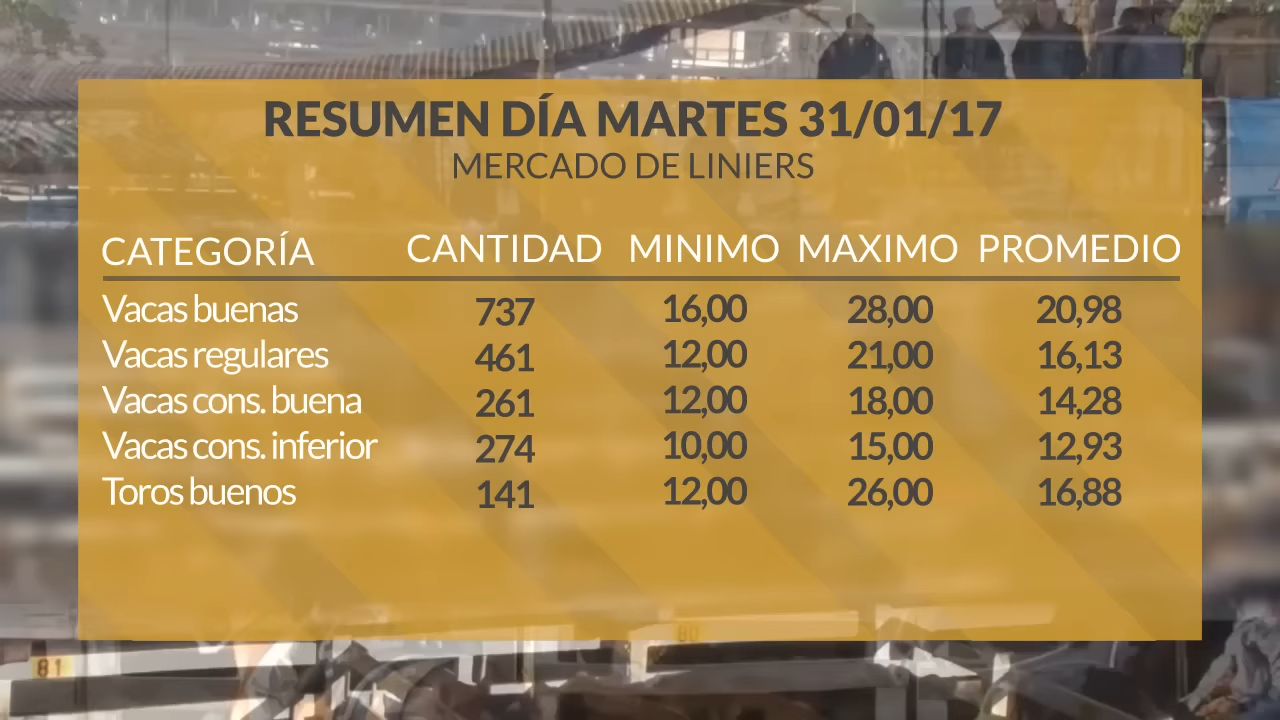 RESUMEN DÍA MARTES 31/01/17
MERCADO DE LINIERS
CATEGORÍA CANTIDAD MINIMO MAXIMO PROMEDIO
Vacas buenas 737 16,00 28,00 20,98
Vacas regulares 461 12,00 21,00 16,13
Vacas cons. buena 261 12,00 18,00 14,28
Vacas cons. inferior 274 10,00 15,00 12,93
Toros buenos 141 12,00 26,00 16,88
80
81